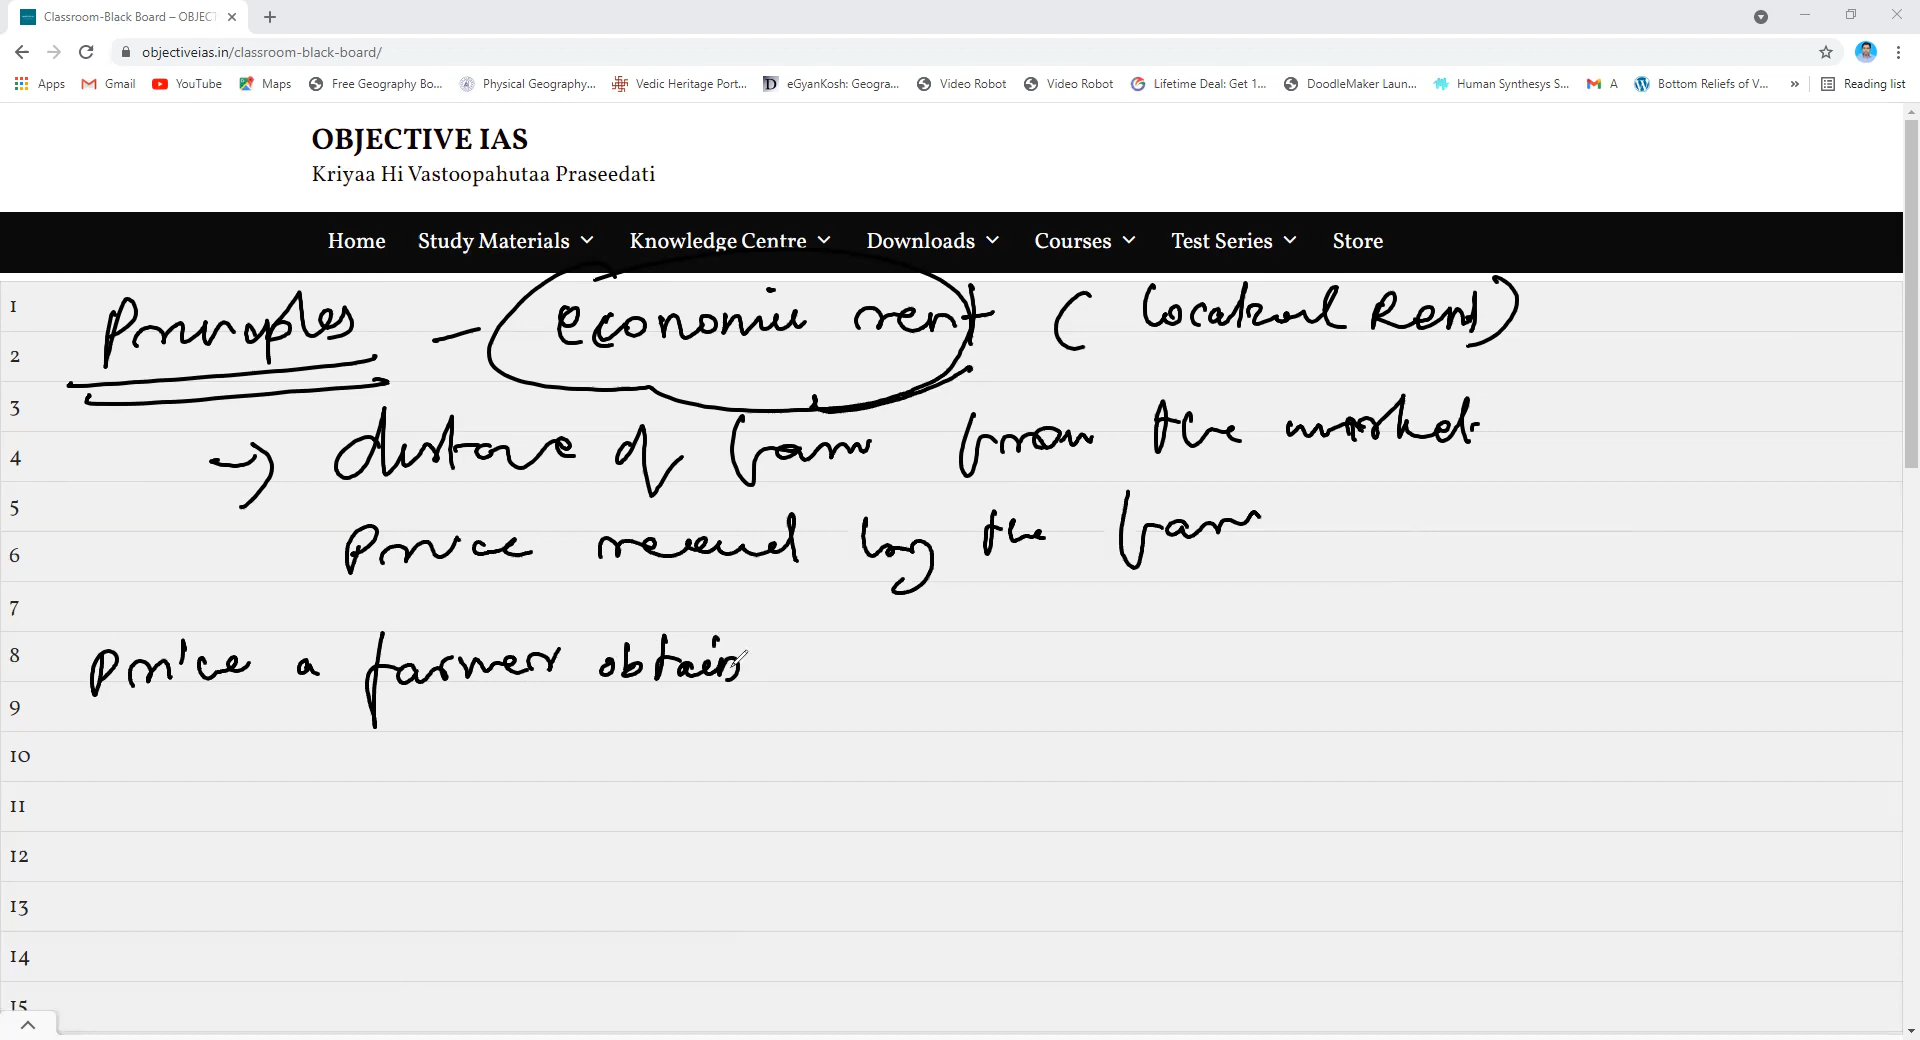 Classroom-Black Board – OBJECT
objectiveias.in/classroom-black-board/
Apps Gmail YouTube Maps Free Geography Bo... Physical Geography,... Vedic Heritage Port... eGyanKosh: Geogra... Video Robot Video Robot Lifetime Deal: Get 1... DoodleMaker Laun... Human Synthesys S... A Bottom Reliefs of V... » Reading list
OBJECTIVE IAS
Kriyaa Hi Vastoopahutaa Praseedati
Home Study Materials Knowledge Centre Downloads Courses Test Series Store
1 Principles – economic rent (locational Rent)
2
3
4 → distance of farm from the market
5
6 Price received by the farm
7
8 Price a farmer obtains
9
10
11
12
13
14
15